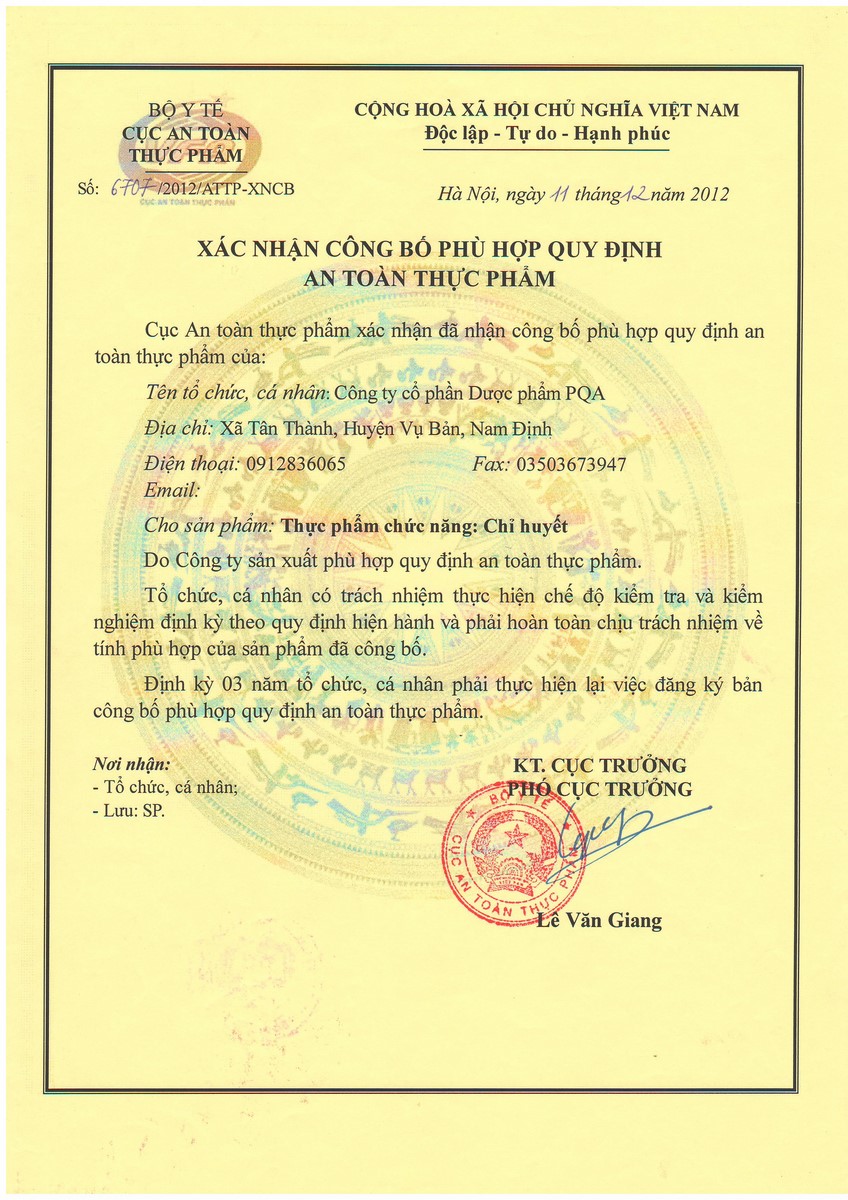 BỘ Y TẾ
CỤC AN TOÀN
THỰC PHẨM
Số: 6707/2012/ATTP-XNCB
CỤC AN TOÀN THỰC PHẨM
CỘNG HOÀ XÃ HỘI CHỦ NGHĨA VIỆT NAM
Độc lập - Tự do - Hạnh phúc
Hà Nội, ngày 11 tháng 12 năm 2012
XÁC NHẬN CÔNG BỐ PHÙ HỢP QUY ĐỊNH
AN TOÀN THỰC PHẨM
Cục An toàn thực phẩm xác nhận đã nhận công bố phù hợp quy định an
toàn thực phẩm của:
Tên tổ chức, cá nhân: Công ty cổ phần Dược phẩm PQA
Địa chỉ: Xã Tân Thành, Huyện Vụ Bản, Nam Định
Điện thoại: 0912836065 Fax: 03503673947
Email:
Cho sản phẩm: Thực phẩm chức năng: Chỉ huyết
Do Công ty sản xuất phù hợp quy định an toàn thực phẩm.
Tổ chức, cá nhân có trách nhiệm thực hiện chế độ kiểm tra và kiểm
nghiệm định kỳ theo quy định hiện hành và phải hoàn toàn chịu trách nhiệm về
tính phù hợp của sản phẩm đã công bố.
Định kỳ 03 năm tổ chức, cá nhân phải thực hiện lại việc đăng ký bản
công bố phù hợp quy định an toàn thực phẩm.
Nơi nhận:
- Tổ chức, cá nhân;
- Lưu: SP.
KT. CỤC TRƯỞNG
PHÓ CỤC TRƯỞNG
BỘ Y TẾ
CỤC AN TOÀN THỰC PHẨM
Lê Văn Giang